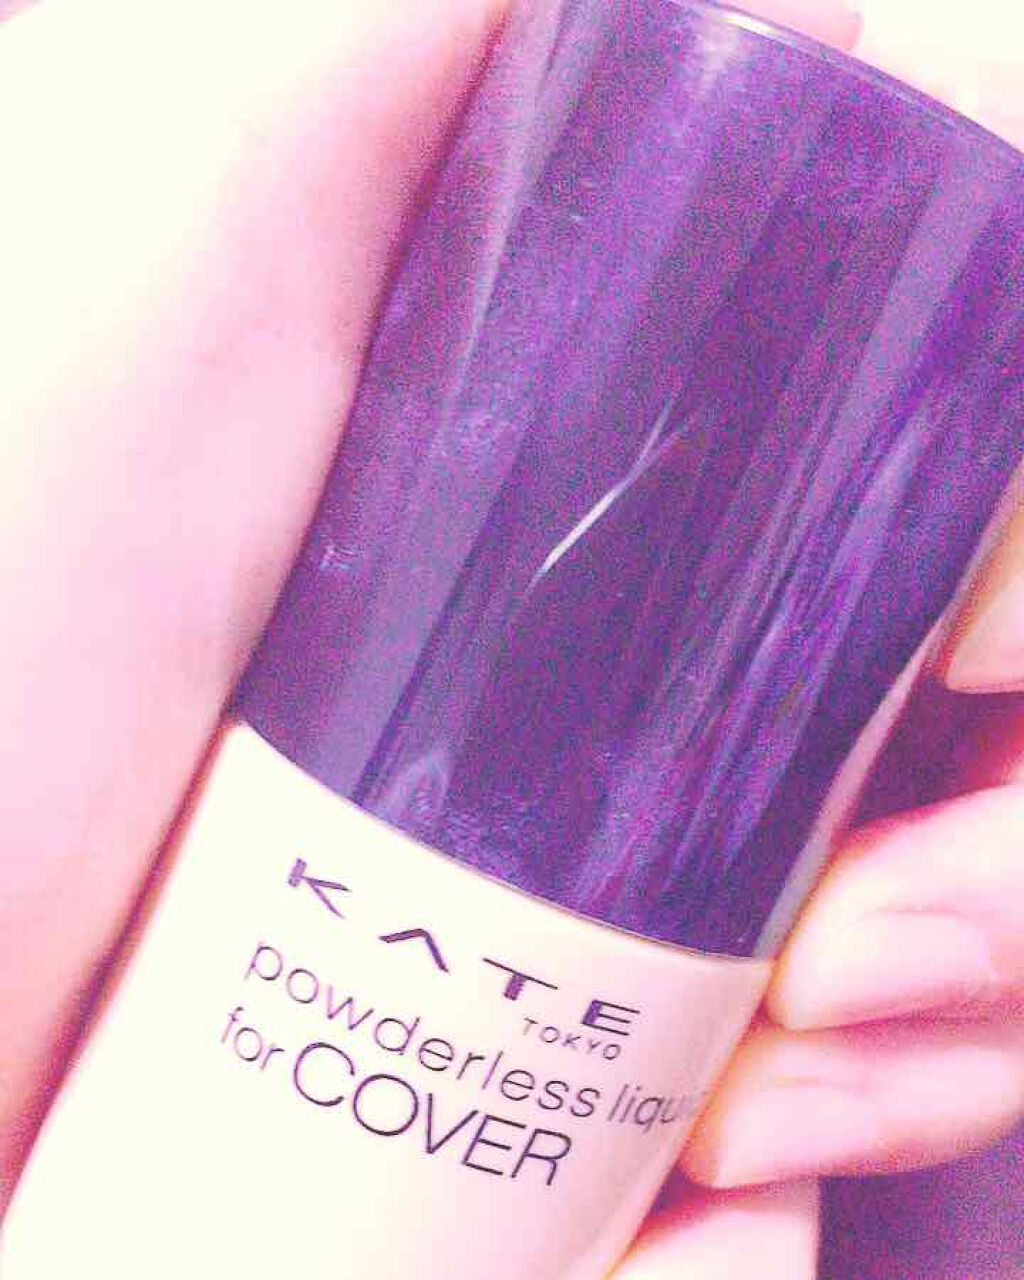 KATE
TOKYO
powderless liqu
for COVER